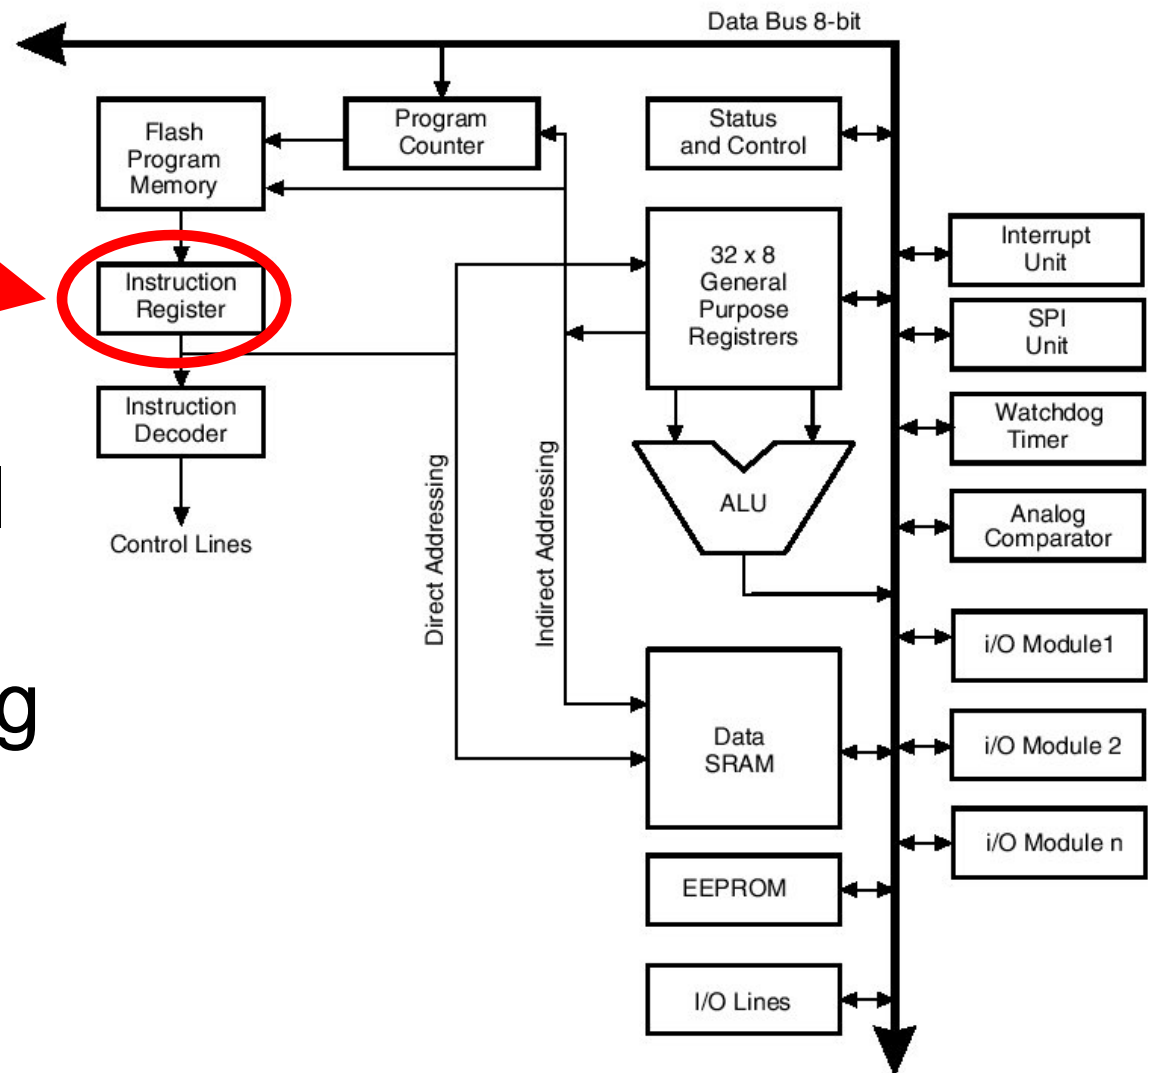 Data Bus 8-bit
Flash
Program
Memory
Program
Counter
Status
and Control
Instruction
Register
32 x 8
General
Purpose
Registrers
Interrupt
Unit
SPI
Unit
Instruction
Decoder
Watchdog
Timer
Control Lines
Direct Addressing
Indirect Addressing
ALU
Analog
Comparator
i/O Module1
g
Data
SRAM
i/O Module 2
i/O Module n
EEPROM
I/O Lines